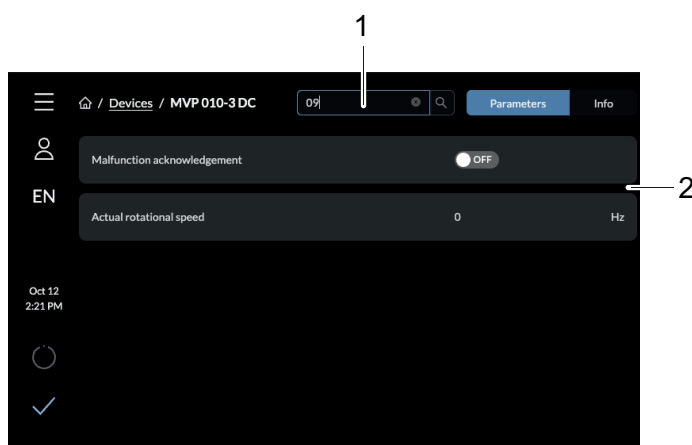 1
/ Devices / MVP 010-3 DC
09
Parameters
Info
Malfunction acknowledgement
OFF
2
EN
Actual rotational speed
0
Hz
Oct 12
2:21 PM